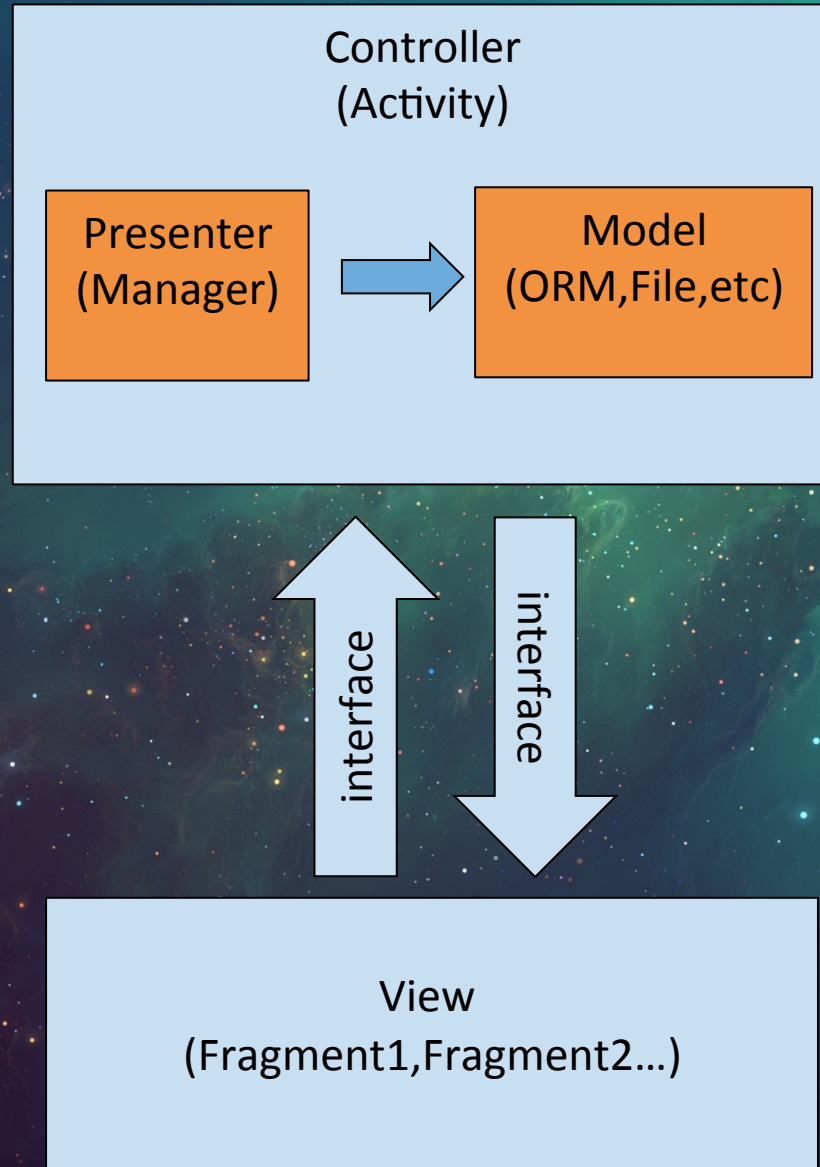 Controller
(Activity)
Presenter
(Manager)
Model
(ORM,File,etc)
interface
interface
View
(Fragment1,Fragment2…)